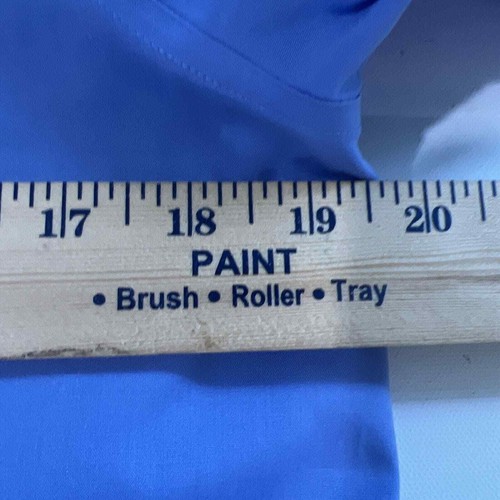 17 18 19 20
PAINT
• Brush • Roller • Tray